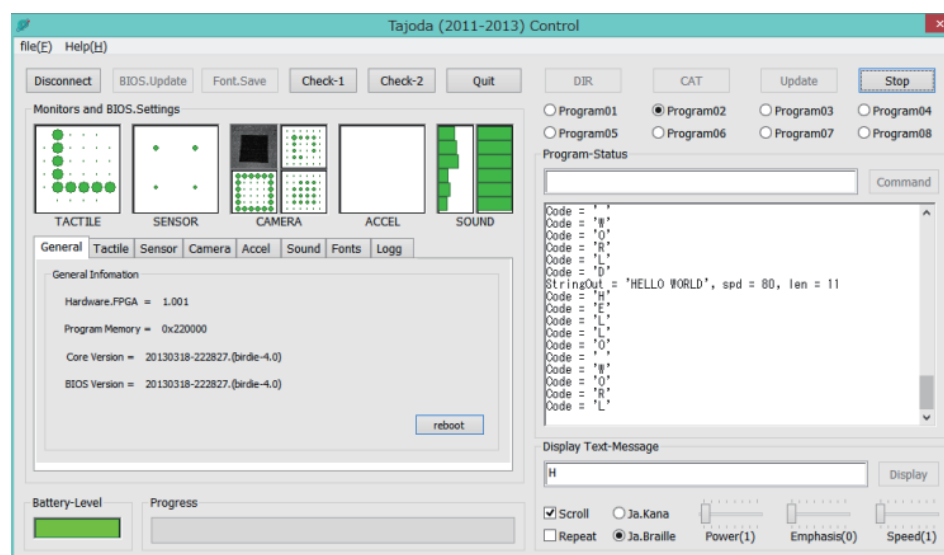 Tajoda (2011-2013) Control
file(F) Help(H)
Disconnect BIOS.Update Font.Save Check-1 Check-2 Quit
DIR CAT Update Stop
Monitors and BIOS.Settings
Program01 Program02 Program03 Program04
Program05 Program06 Program07 Program08
Program-Status
Command
TACTILE SENSOR CAMERA ACCEL SOUND
General Tactile Sensor Camera Accel Sound Fonts Logg
General Infomation
Hardware.FPGA = 1.001
Program Memory = 0x220000
Core Version = 20130318-222827.(birdie-4.0)
BIOS Version = 20130318-222827.(birdie-4.0)
reboot
Code = ' '
Code = 'W'
Code = 'O'
Code = 'R'
Code = 'L'
Code = 'D'
StringOut = 'HELLO WORLD', spd = 80, len = 11
Code = 'H'
Code = 'E'
Code = 'L'
Code = 'L'
Code = 'O'
Code = ' '
Code = 'W'
Code = 'O'
Code = 'R'
Code = 'L'
Display Text-Message
H
Display
Battery-Level Progress
Scroll Ja.Kana
Repeat Ja.Braille Power(1) Emphasis(0) Speed(1)